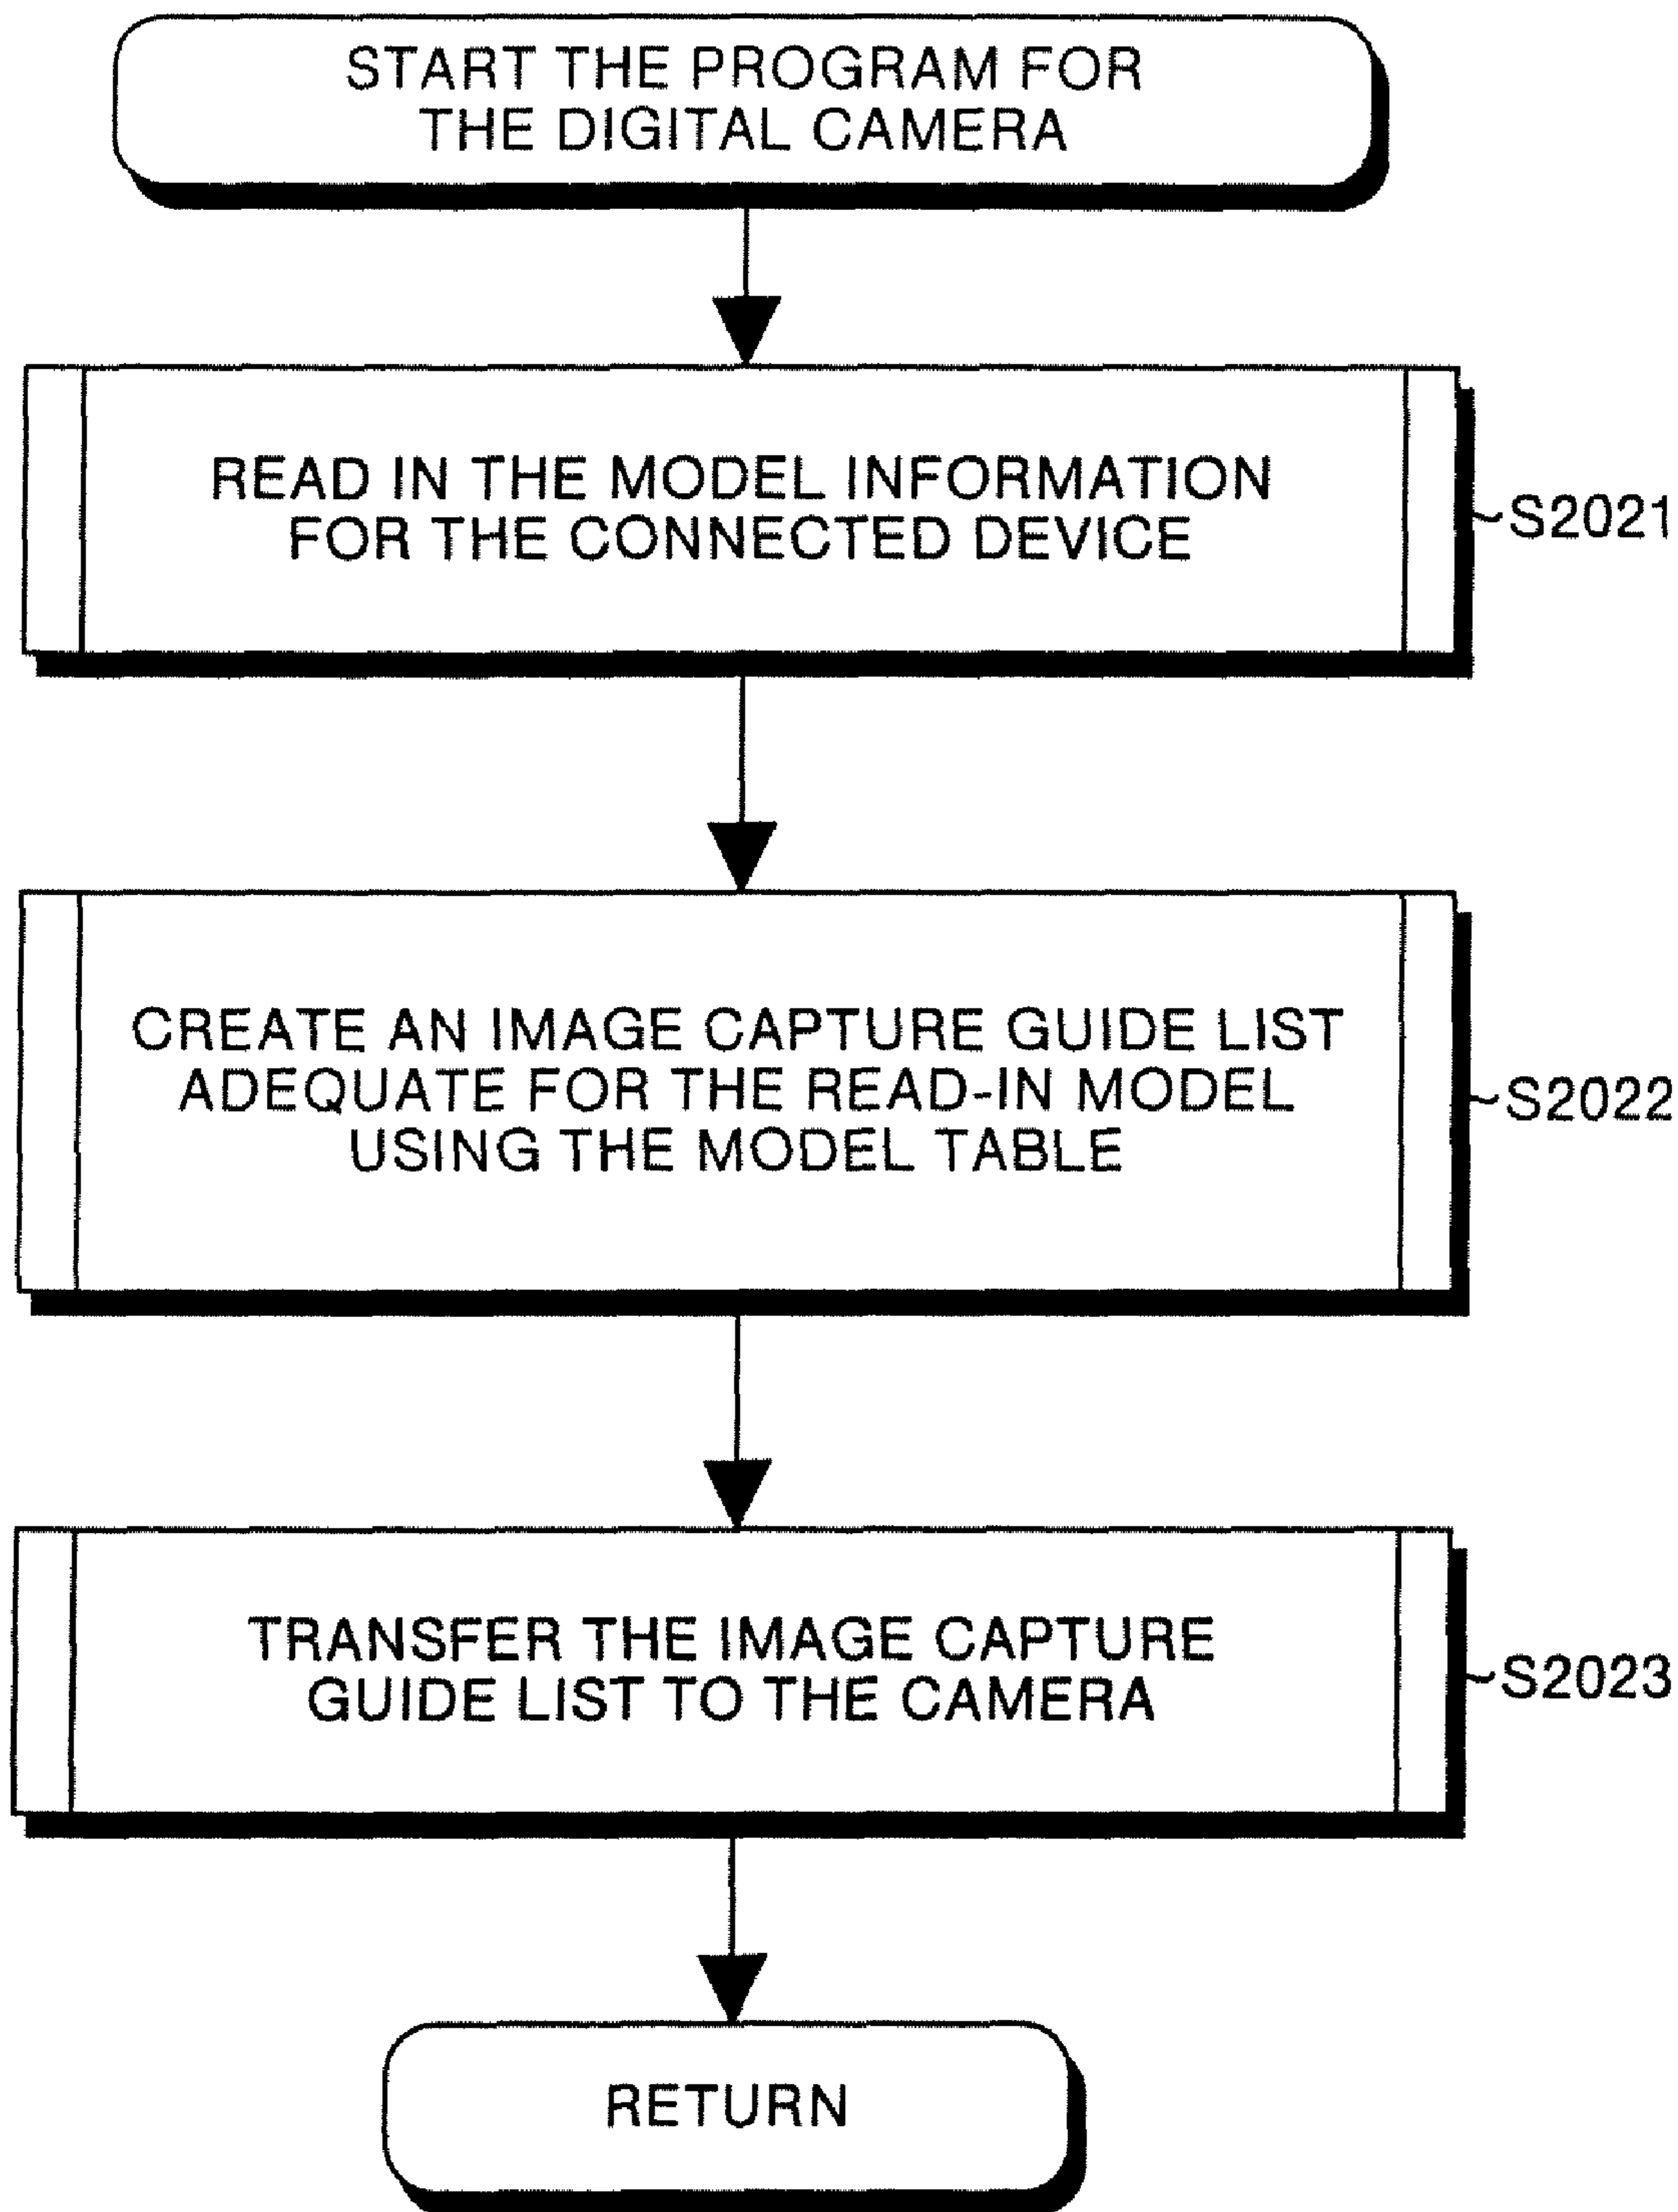 START THE PROGRAM FOR
THE DIGITAL CAMERA
READ IN THE MODEL INFORMATION
FOR THE CONNECTED DEVICE
S2021
CREATE AN IMAGE CAPTURE GUIDE LIST
ADEQUATE FOR THE READ-IN MODEL
USING THE MODEL TABLE
S2022
TRANSFER THE IMAGE CAPTURE
GUIDE LIST TO THE CAMERA
S2023
RETURN